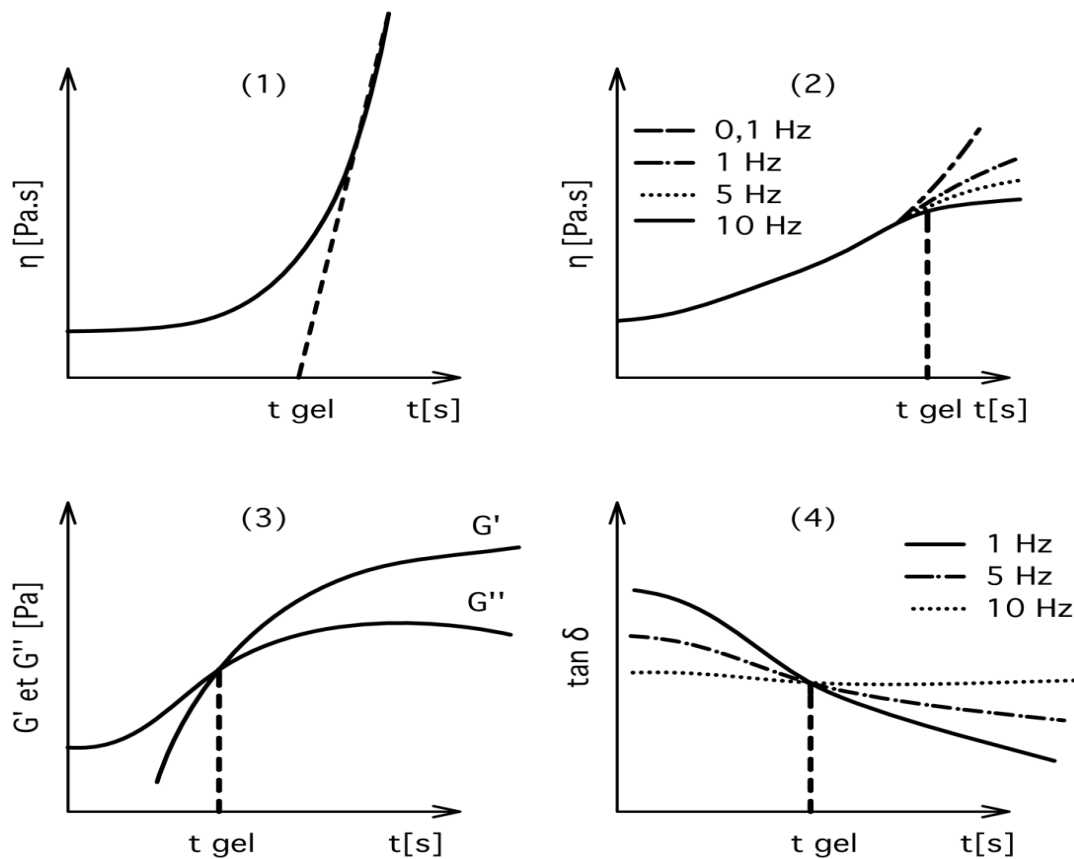 (1)
η [Pa.s]
t gel
t[s]
(2)
0,1 Hz
1 Hz
5 Hz
10 Hz
η [Pa.s]
t gel t[s]
(3)
G'
G''
G' et G'' [Pa]
t gel
t[s]
(4)
1 Hz
5 Hz
10 Hz
tan δ
t gel
t[s]